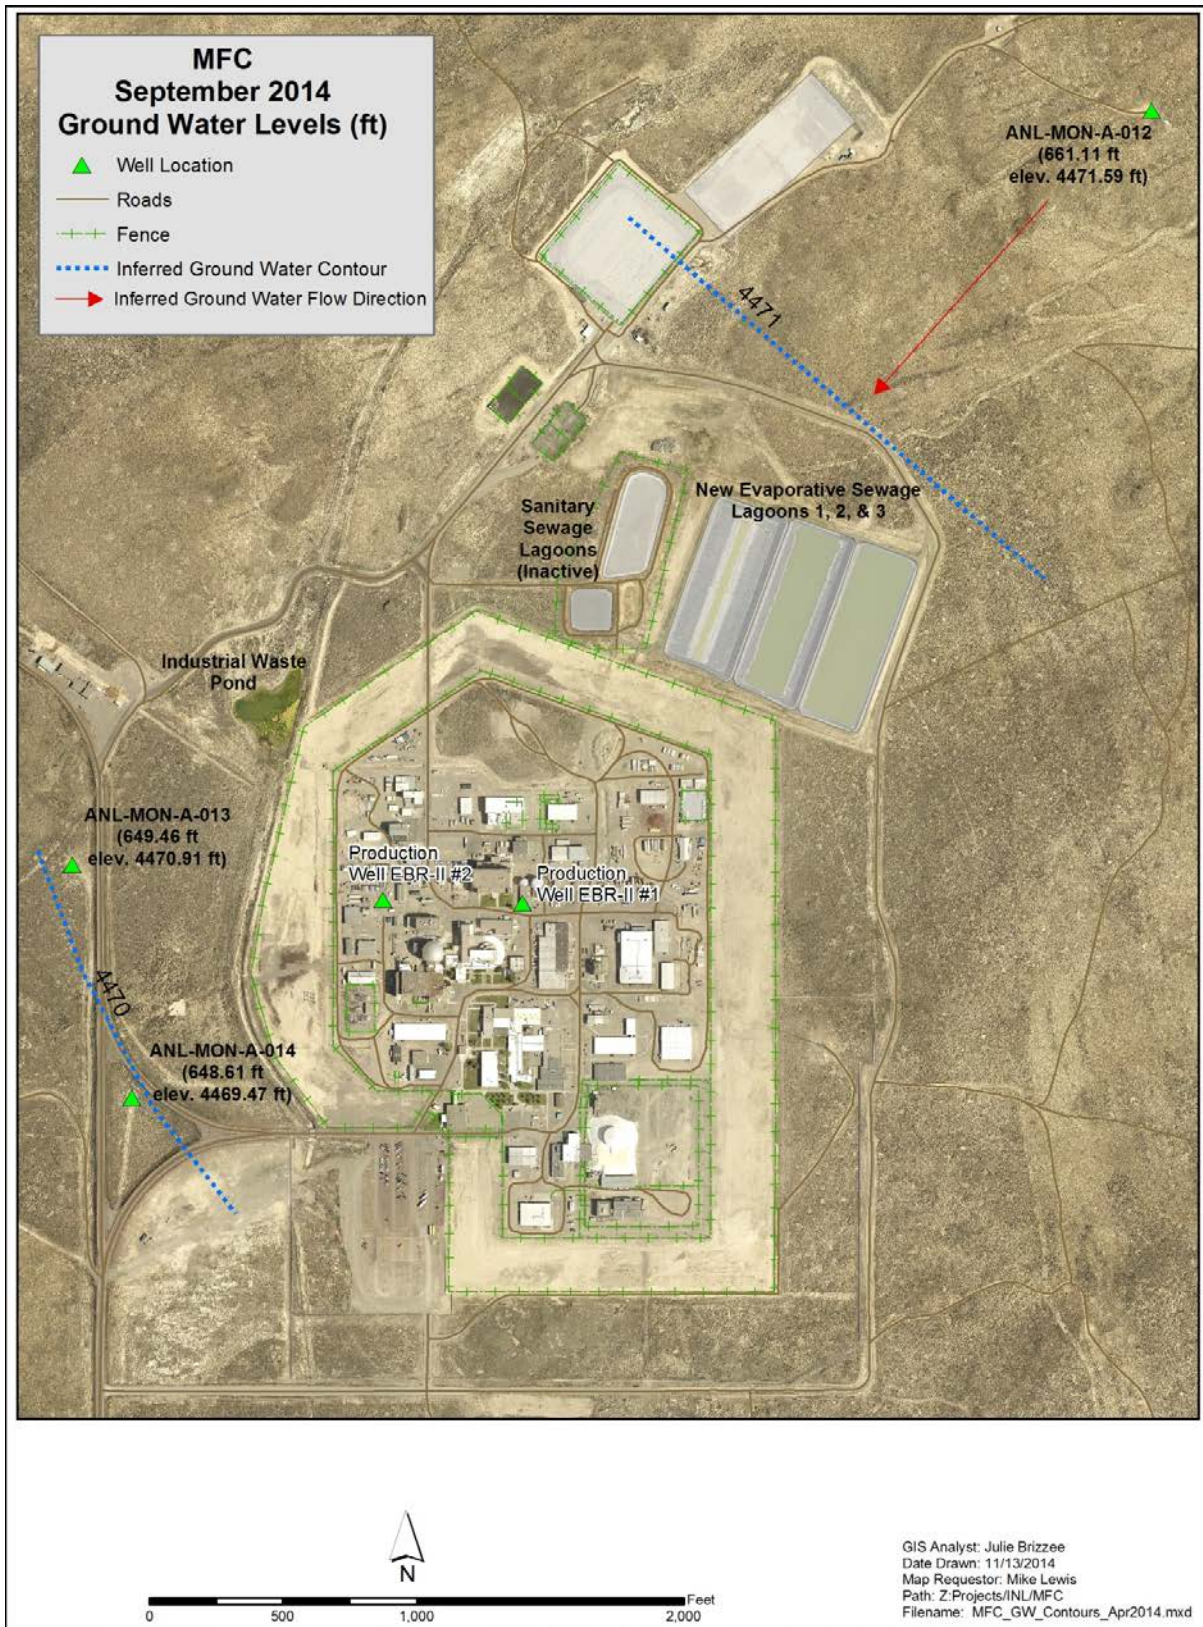 MFC
September 2014
Ground Water Levels (ft)
Well Location
Roads
Fence
Inferred Ground Water Contour
Inferred Ground Water Flow Direction
ANL-MON-A-012
(661.11 ft
elev. 4471.59 ft)
4471
Sanitary
Sewage
Lagoons
(Inactive)
New Evaporative Sewage
Lagoons 1, 2, & 3
Industrial Waste
Pond
ANL-MON-A-013
(649.46 ft
elev. 4470.91 ft)
Production
Well EBR-II #2
Production
Well EBR-II #1
4470
ANL-MON-A-014
(648.61 ft
elev. 4469.47 ft)
N
Feet
0 500 1,000 2,000
GIS Analyst: Julie Brizzee
Date Drawn: 11/13/2014
Map Requestor: Mike Lewis
Path: Z:Projects/INL/MFC
Filename: MFC_GW_Contours_Apr2014.mxd